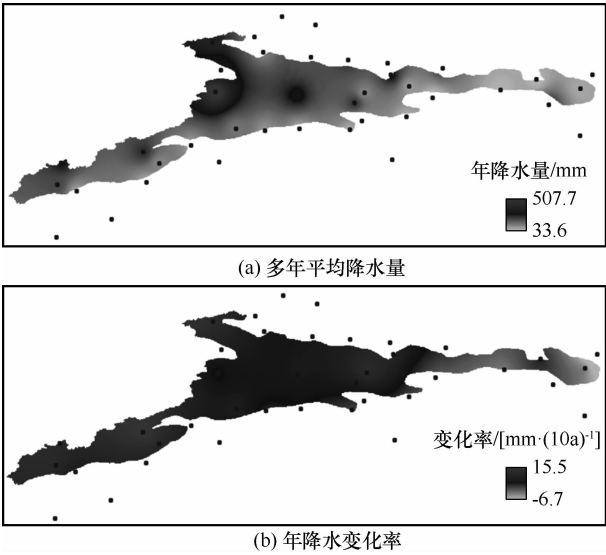 年降水量/mm
507.7
33.6
(a) 多年平均降水量
变化率/[mm·(10a)⁻¹]
15.5
-6.7
(b) 年降水变化率